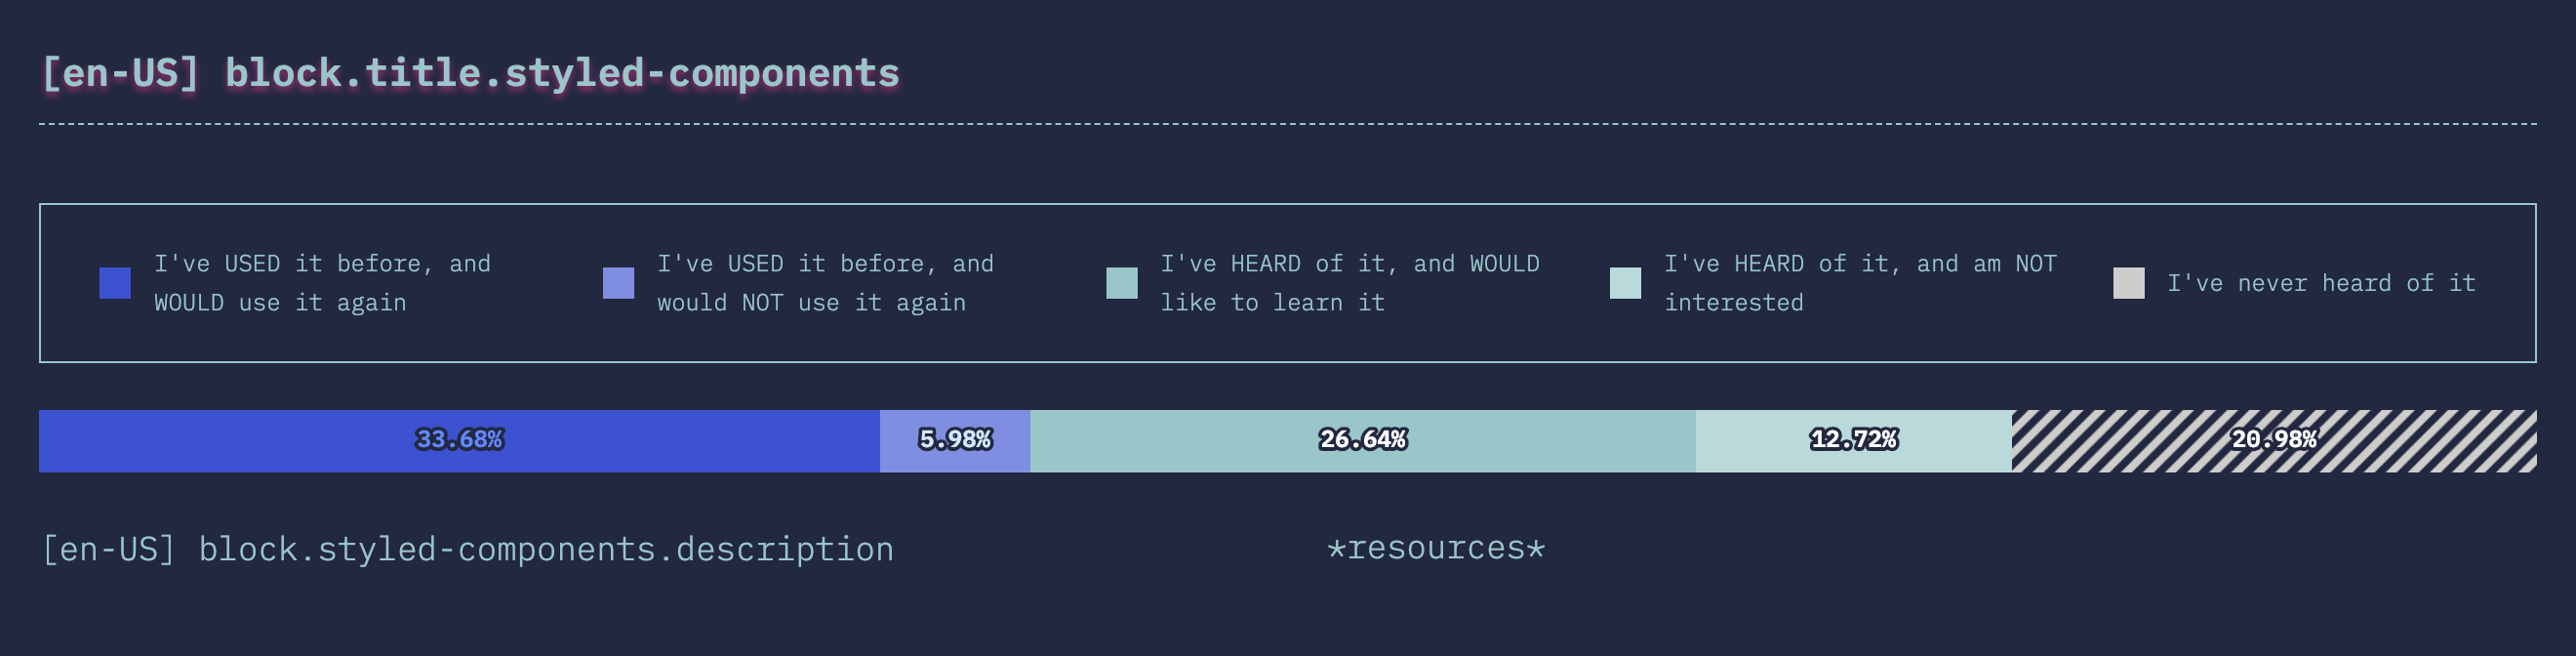 [en-US] block.title.styled-components
I've USED it before, and
WOULD use it again
I've USED it before, and
would NOT use it again
I've HEARD of it, and WOULD
like to learn it
I've HEARD of it, and am NOT
interested
I've never heard of it
33.68%
5.98%
26.64%
12.72%
20.98%
[en-US] block.styled-components.description
*resources*